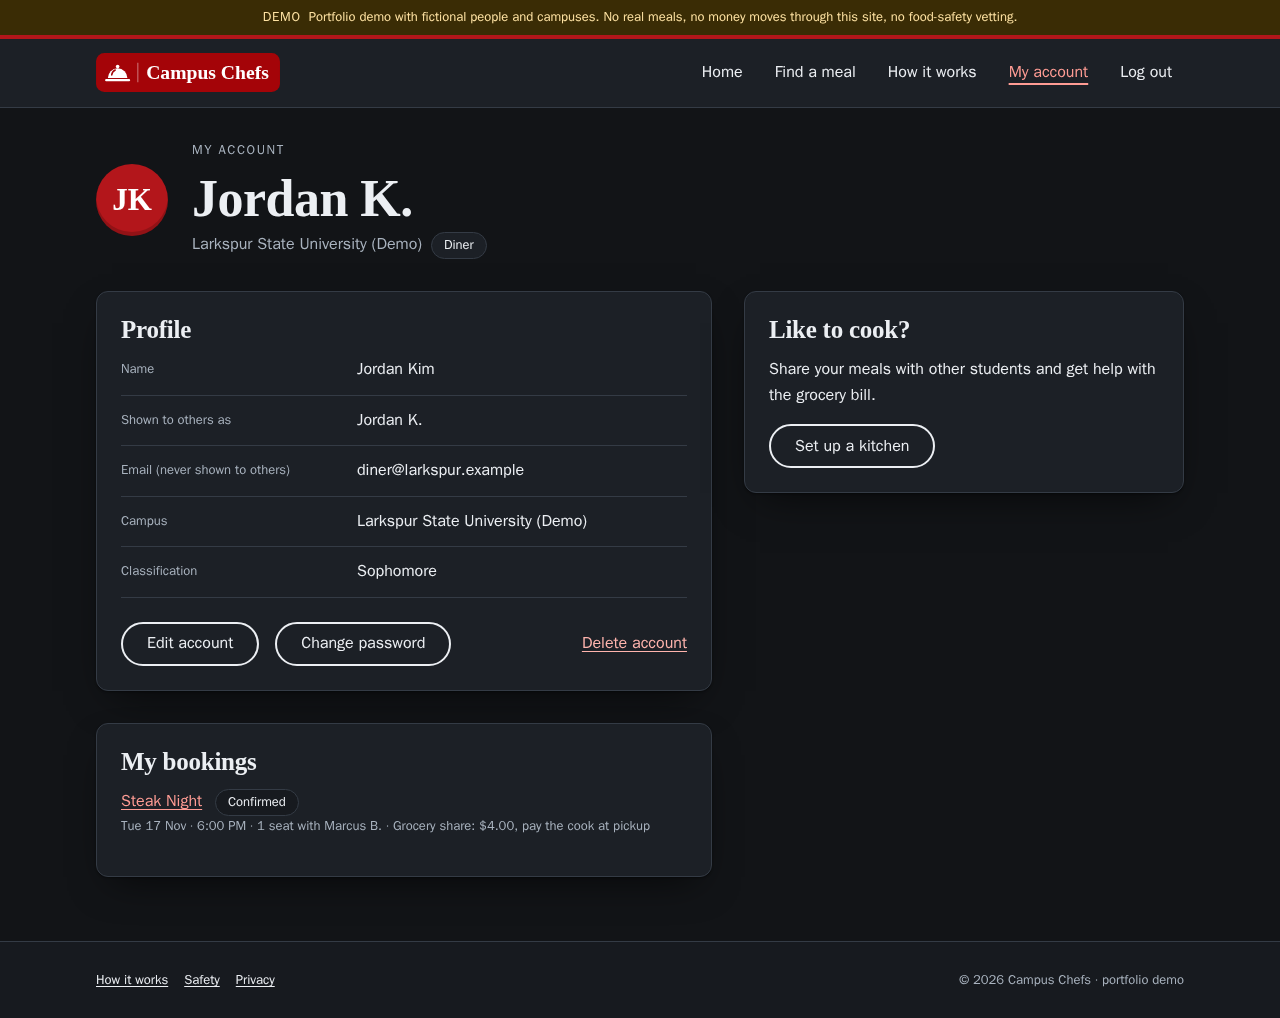 DEMO Portfolio demo with fictional people and campuses. No real meals, no money moves through this site, no food-safety vetting.
Campus Chefs
Home Find a meal How it works My account Log out
MY ACCOUNT
JK
Jordan K.
Larkspur State University (Demo) Diner
Profile
Name Jordan Kim
Shown to others as Jordan K.
Email (never shown to others) diner@larkspur.example
Campus Larkspur State University (Demo)
Classification Sophomore
Edit account Change password Delete account
Like to cook?
Share your meals with other students and get help with
the grocery bill.
Set up a kitchen
My bookings
Steak Night Confirmed
Tue 17 Nov · 6:00 PM · 1 seat with Marcus B. · Grocery share: $4.00, pay the cook at pickup
How it works Safety Privacy
© 2026 Campus Chefs · portfolio demo